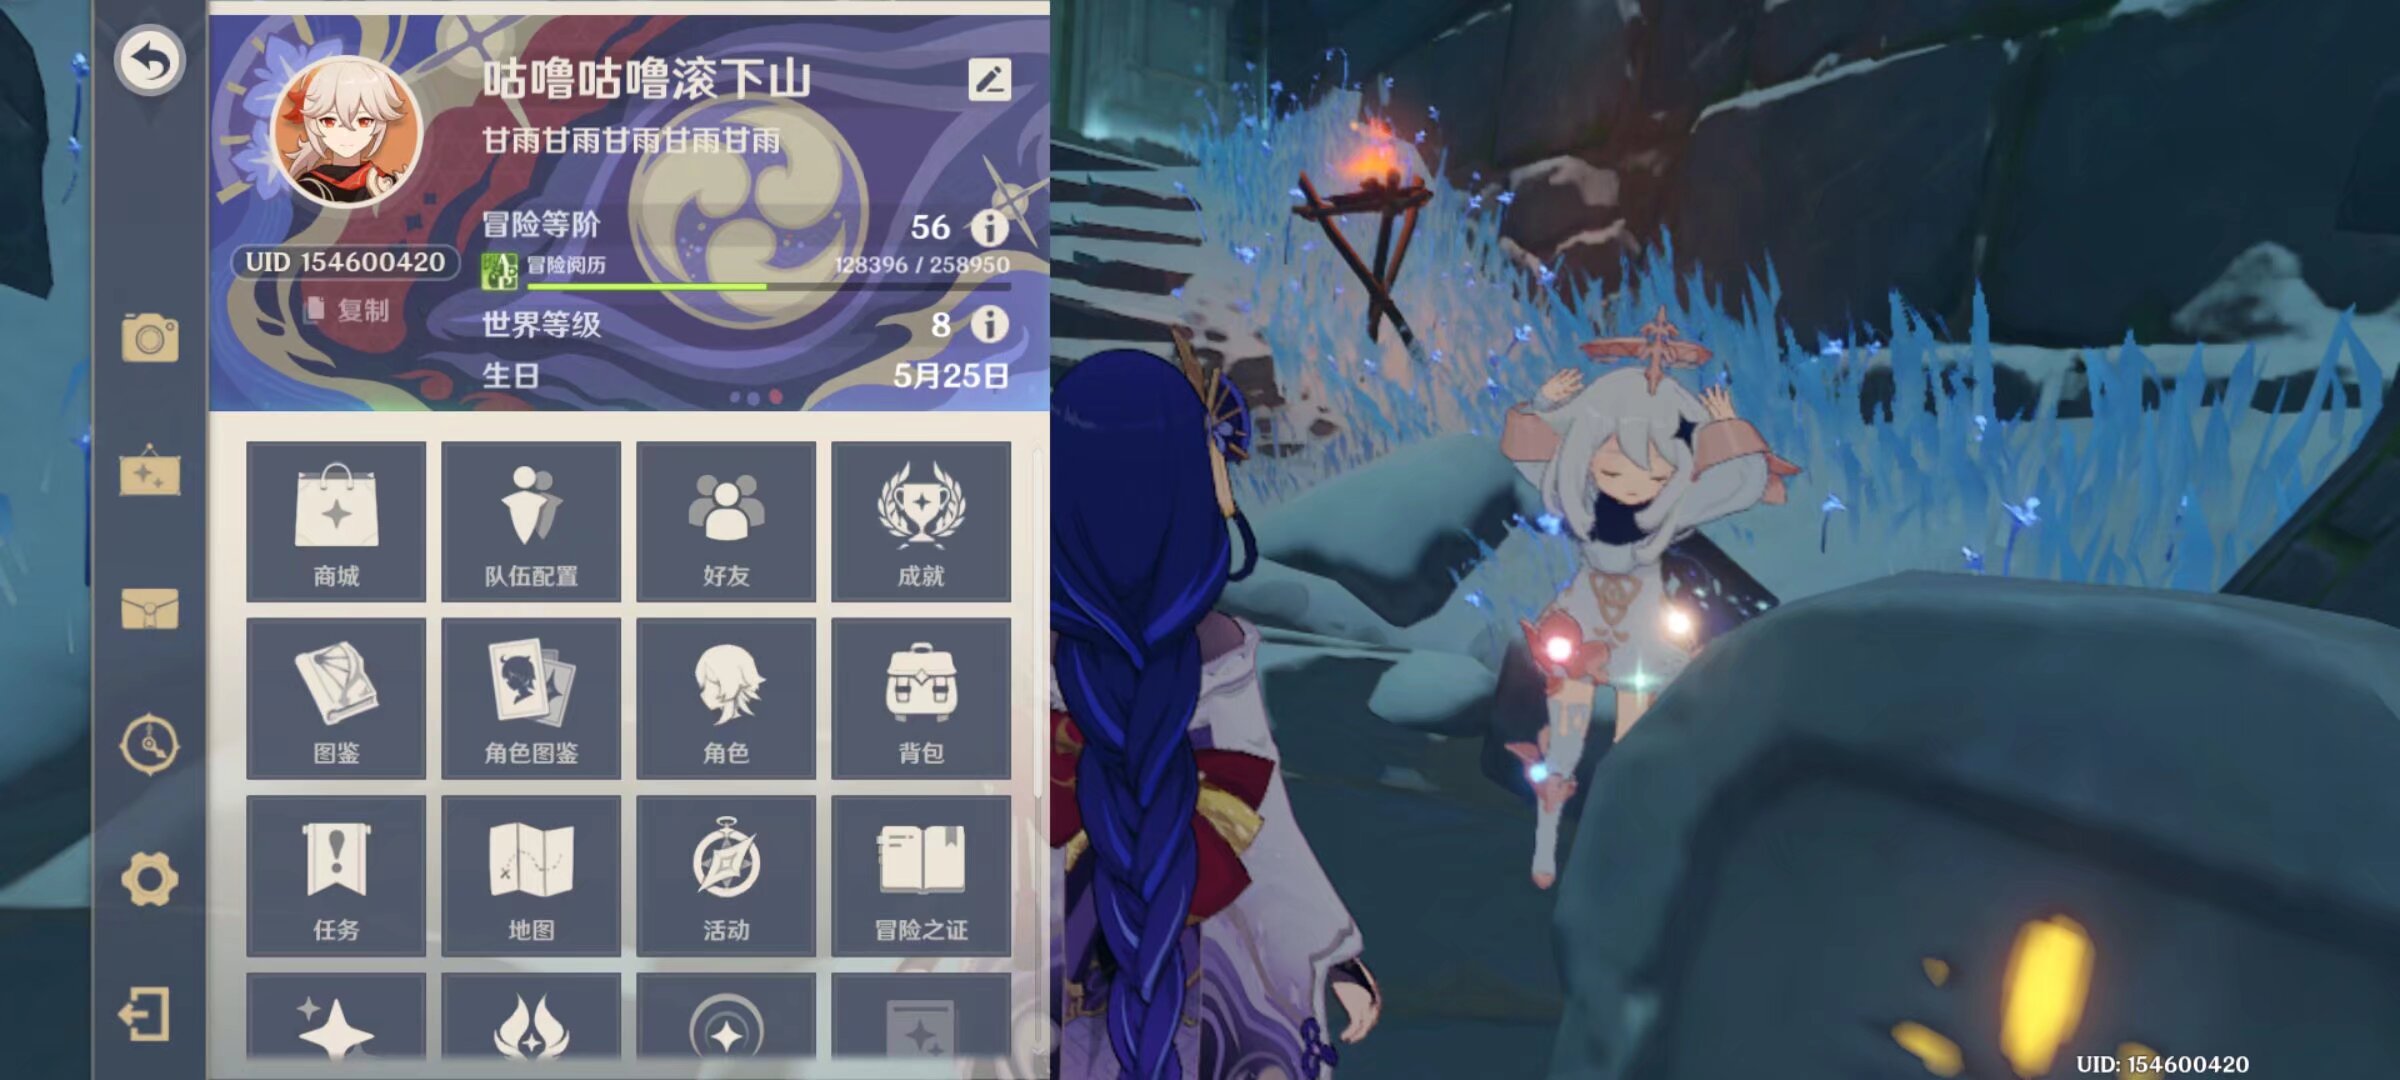 咕噜咕噜滚下山
甘雨甘雨甘雨甘雨甘雨
冒险等阶 56
UID 154600420
AR 冒险阅历 128396 / 258950
复制
世界等级 8
生日 5月25日
商城 队伍配置 好友 成就
图鉴 角色图鉴 角色 背包
任务 地图 活动 冒险之证
UID: 154600420